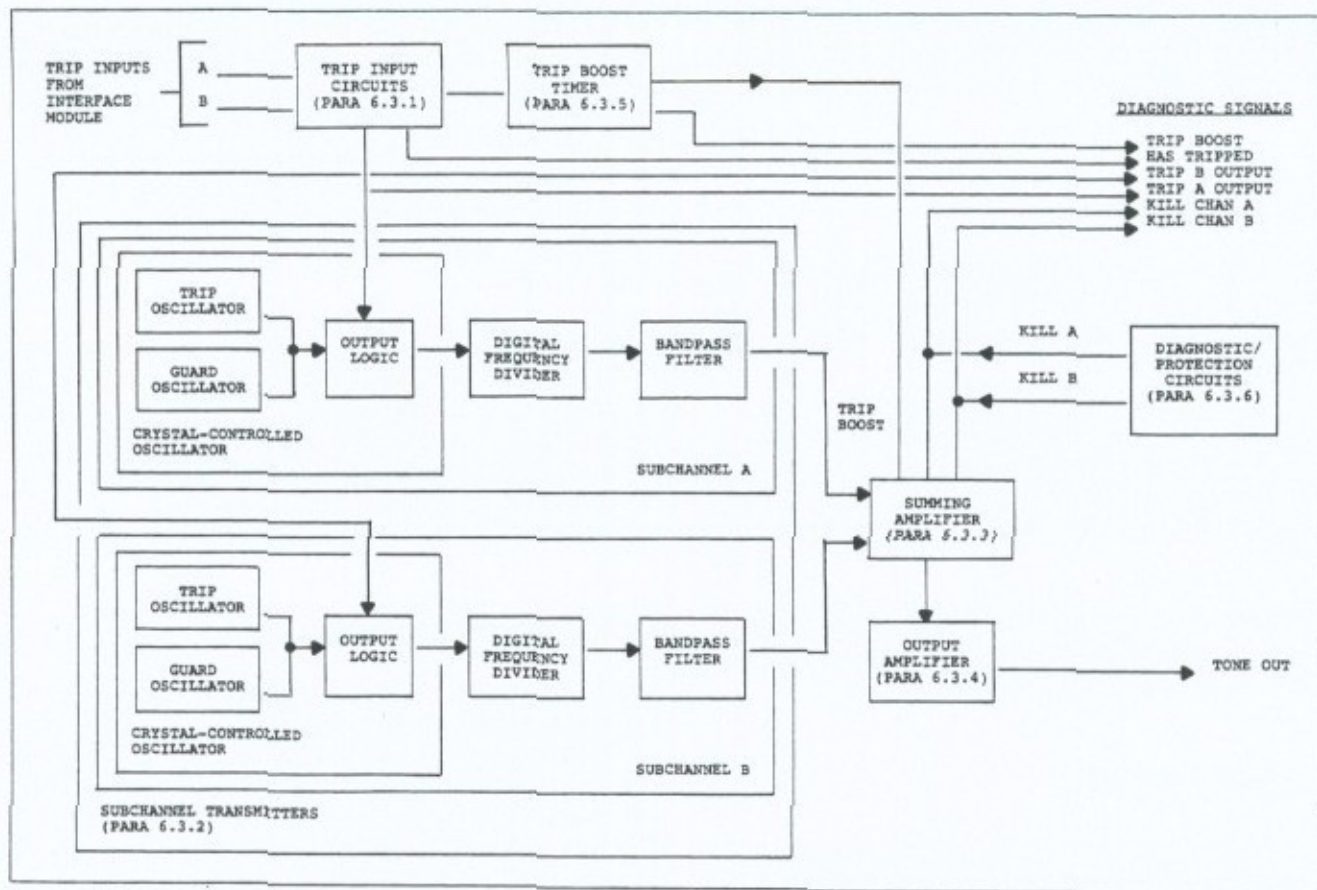 TRIP INPUTS
FROM
INTERFACE
MODULE
A
B
TRIP INPUT
CIRCUITS
(PARA 6.3.1)
TRIP BOOST
TIMER
(PARA 6.3.5)
DIAGNOSTIC SIGNALS
TRIP BOOST
HAS TRIPPED
TRIP B OUTPUT
TRIP A OUTPUT
KILL CHAN A
KILL CHAN B
TRIP
OSCILLATOR
GUARD
OSCILLATOR
OUTPUT
LOGIC
DIGITAL
FREQUENCY
DIVIDER
BANDPASS
FILTER
CRYSTAL-CONTROLLED
OSCILLATOR
SUBCHANNEL A
TRIP
BOOST
KILL A
KILL B
DIAGNOSTIC/
PROTECTION
CIRCUITS
(PARA 6.3.6)
SUMMING
AMPLIFIER
(PARA 6.3.3)
TRIP
OSCILLATOR
GUARD
OSCILLATOR
OUTPUT
LOGIC
DIGITAL
FREQUENCY
DIVIDER
BANDPASS
FILTER
CRYSTAL-CONTROLLED
OSCILLATOR
SUBCHANNEL B
OUTPUT
AMPLIFIER
(PARA 6.3.4)
TONE OUT
SUBCHANNEL TRANSMITTERS
(PARA 6.3.2)